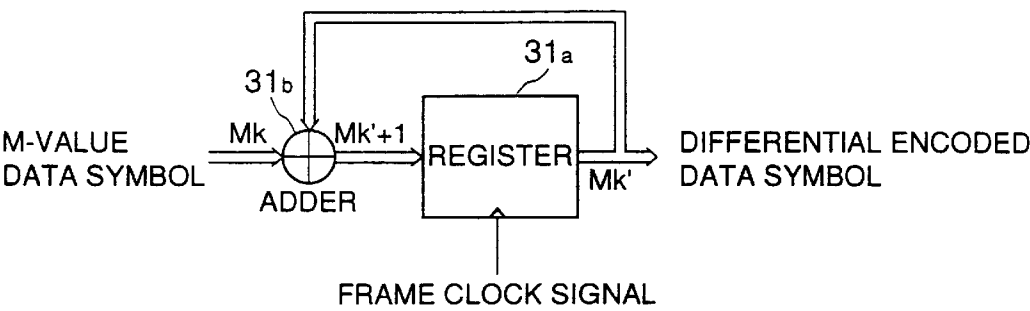 31a
31b
M-VALUE
DATA SYMBOL
Mk
Mk'+1
ADDER
REGISTER
Mk'
DIFFERENTIAL ENCODED
DATA SYMBOL
FRAME CLOCK SIGNAL